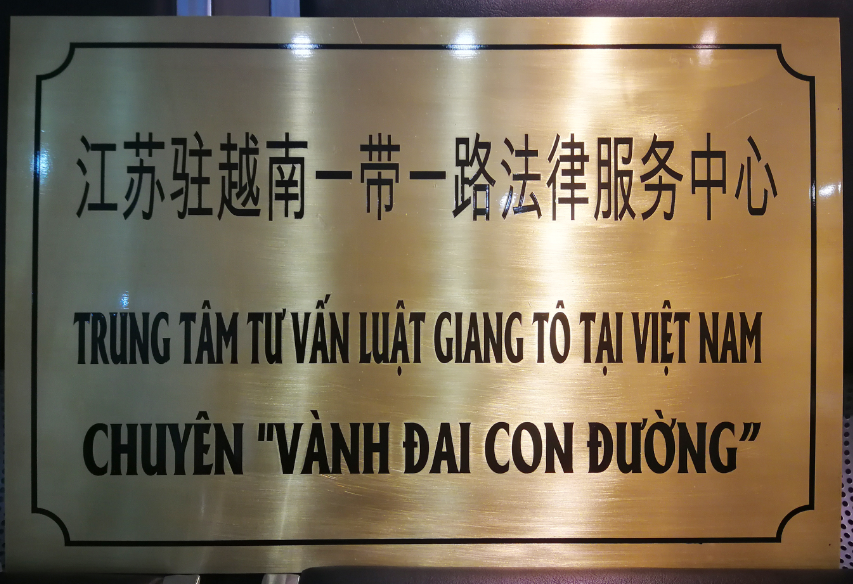 江苏驻越南一带一路法律服务中心
TRUNG TÂM TƯ VẤN LUẬT GIANG TÔ TẠI VIỆT NAM
CHUYÊN "VÀNH ĐAI CON ĐƯỜNG”